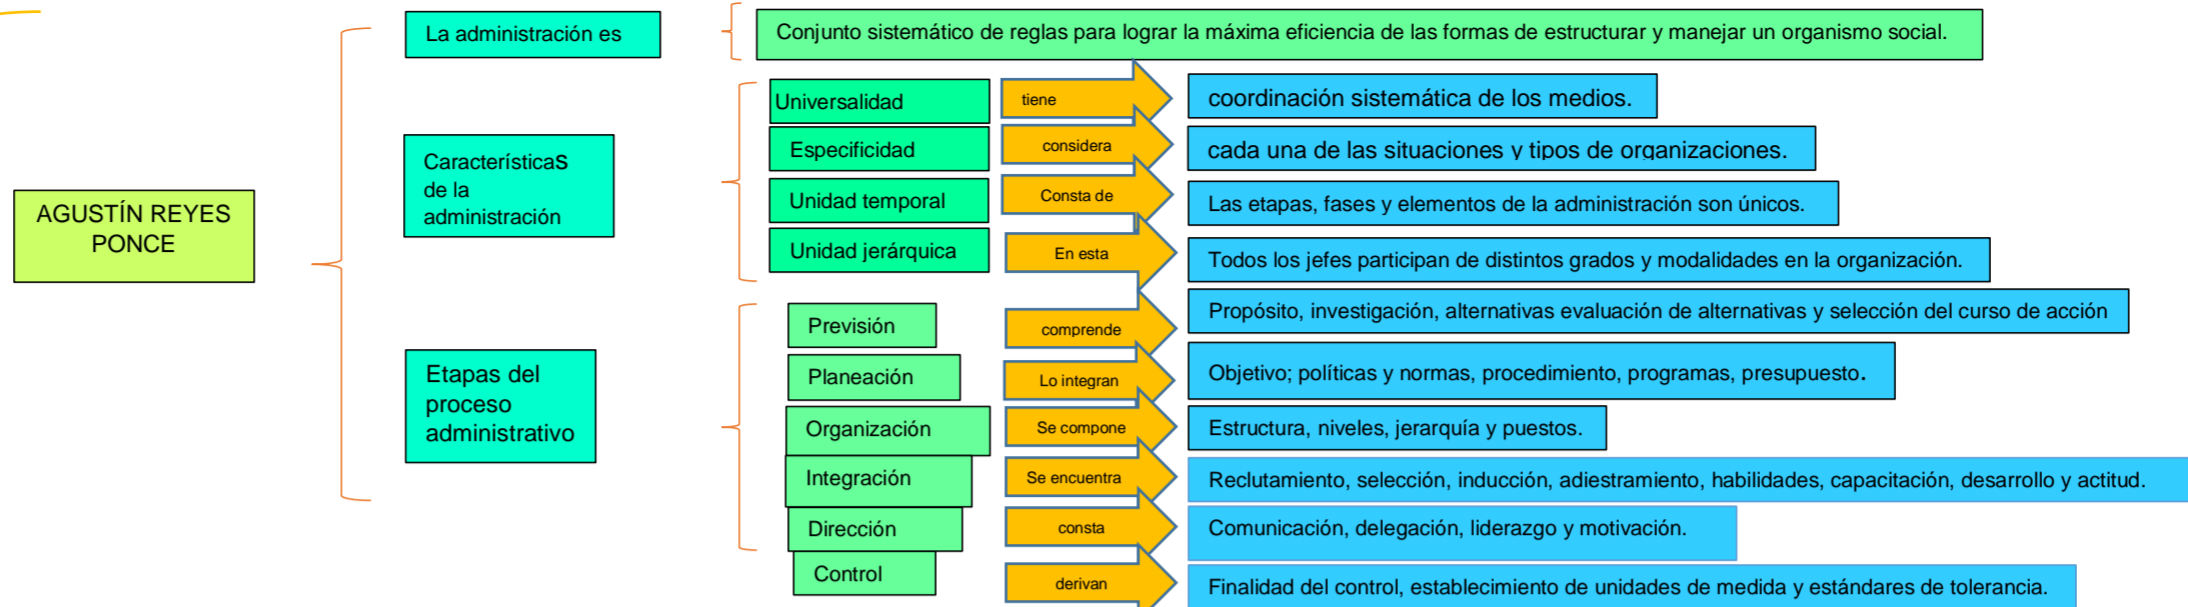 AGUSTÍN REYES
PONCE
La administración es
Conjunto sistemático de reglas para lograr la máxima eficiencia de las formas de estructurar y manejar un organismo social.
CaracterísticaS
de la
administración
Universalidad
tiene
coordinación sistemática de los medios.
Especificidad
considera
cada una de las situaciones y tipos de organizaciones.
Unidad temporal
Consta de
Las etapas, fases y elementos de la administración son únicos.
Unidad jerárquica
En esta
Todos los jefes participan de distintos grados y modalidades en la organización.
Etapas del
proceso
administrativo
Previsión
comprende
Propósito, investigación, alternativas evaluación de alternativas y selección del curso de acción
Planeación
Lo integran
Objetivo; políticas y normas, procedimiento, programas, presupuesto.
Organización
Se compone
Estructura, niveles, jerarquía y puestos.
Integración
Se encuentra
Reclutamiento, selección, inducción, adiestramiento, habilidades, capacitación, desarrollo y actitud.
Dirección
consta
Comunicación, delegación, liderazgo y motivación.
Control
derivan
Finalidad del control, establecimiento de unidades de medida y estándares de tolerancia.